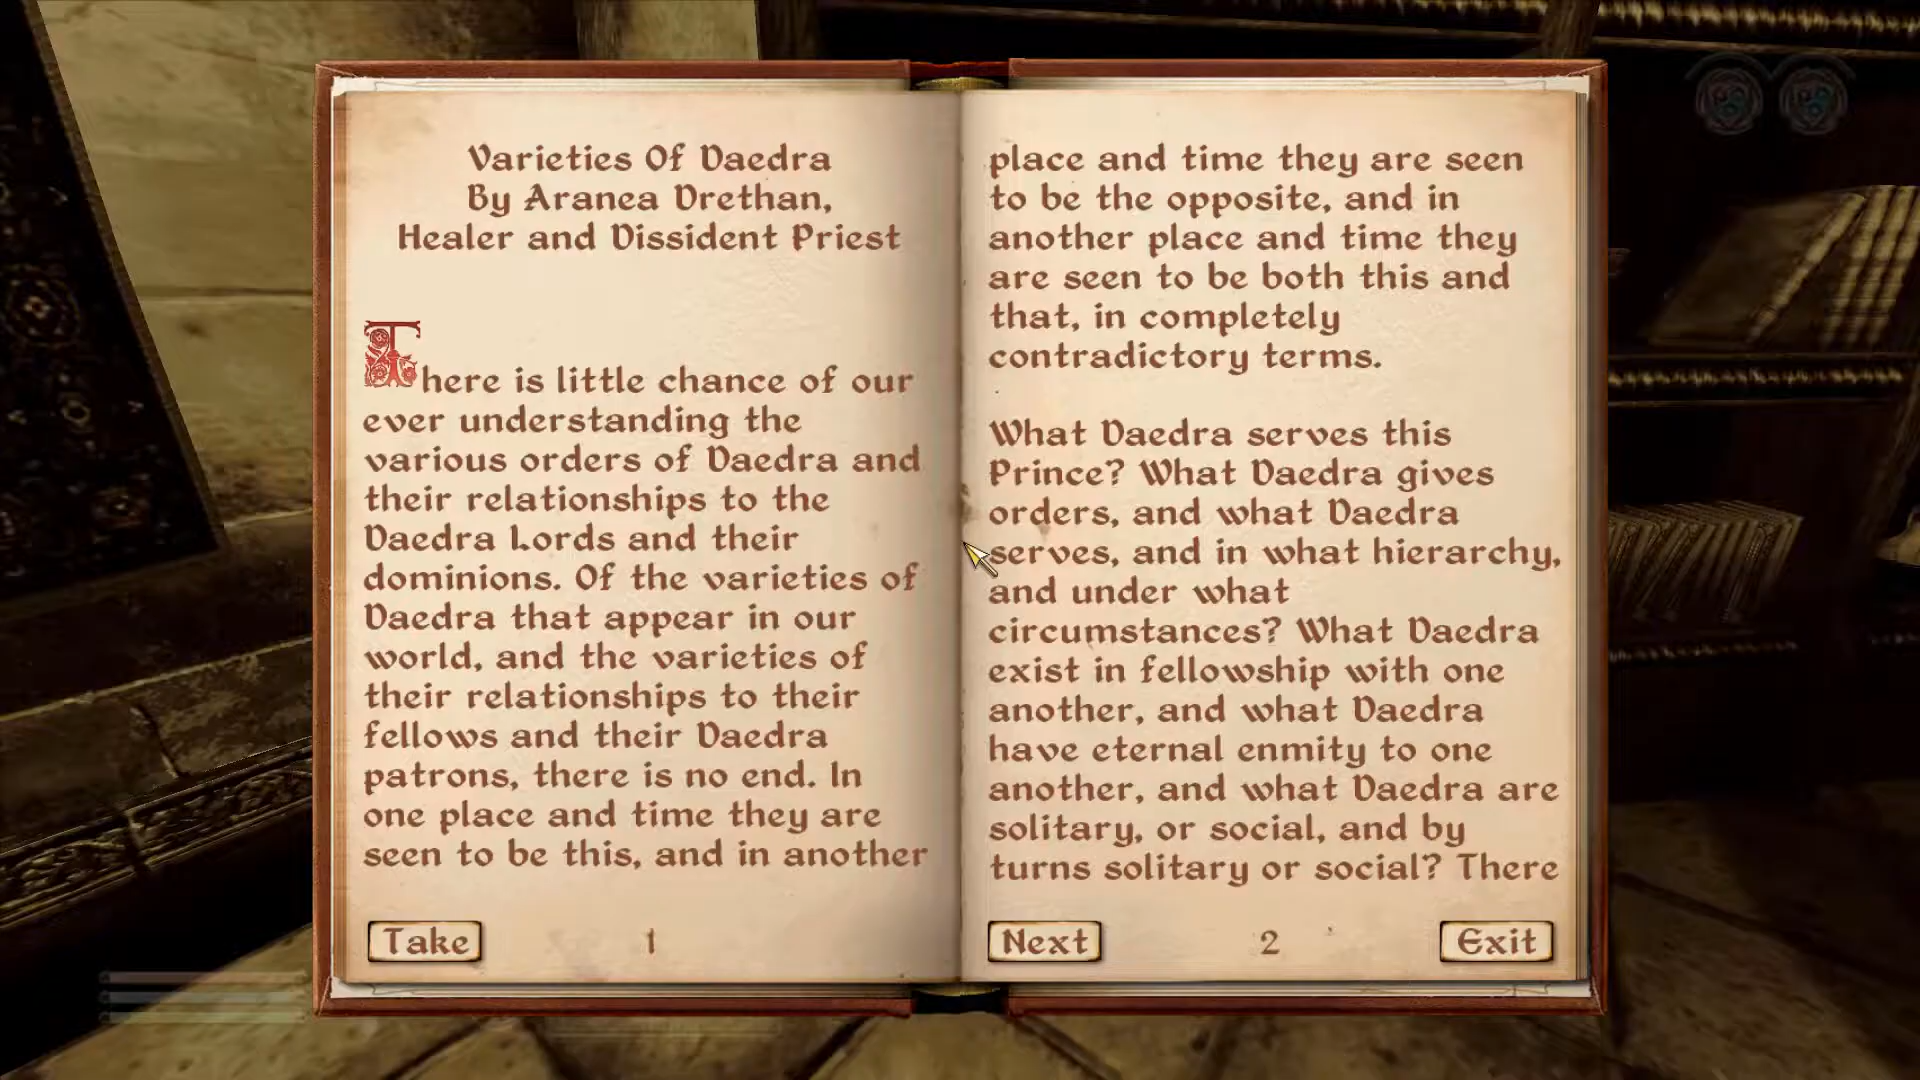 Varieties Of Daedra
By Aranea Drethan,
Healer and Dissident Priest
There is little chance of our
ever understanding the
various orders of Daedra and
their relationships to the
Daedra Lords and their
dominions. Of the varieties of
Daedra that appear in our
world, and the varieties of
their relationships to their
fellows and their Daedra
patrons, there is no end. In
one place and time they are
seen to be this, and in another
Take
1
place and time they are seen
to be the opposite, and in
another place and time they
are seen to be both this and
that, in completely
contradictory terms.
What Daedra serves this
Prince? What Daedra gives
orders, and what Daedra
serves, and in what hierarchy,
and under what
circumstances? What Daedra
exist in fellowship with one
another, and what Daedra
have eternal enmity to one
another, and what Daedra are
solitary, or social, and by
turns solitary or social? There
Next
2
Exit